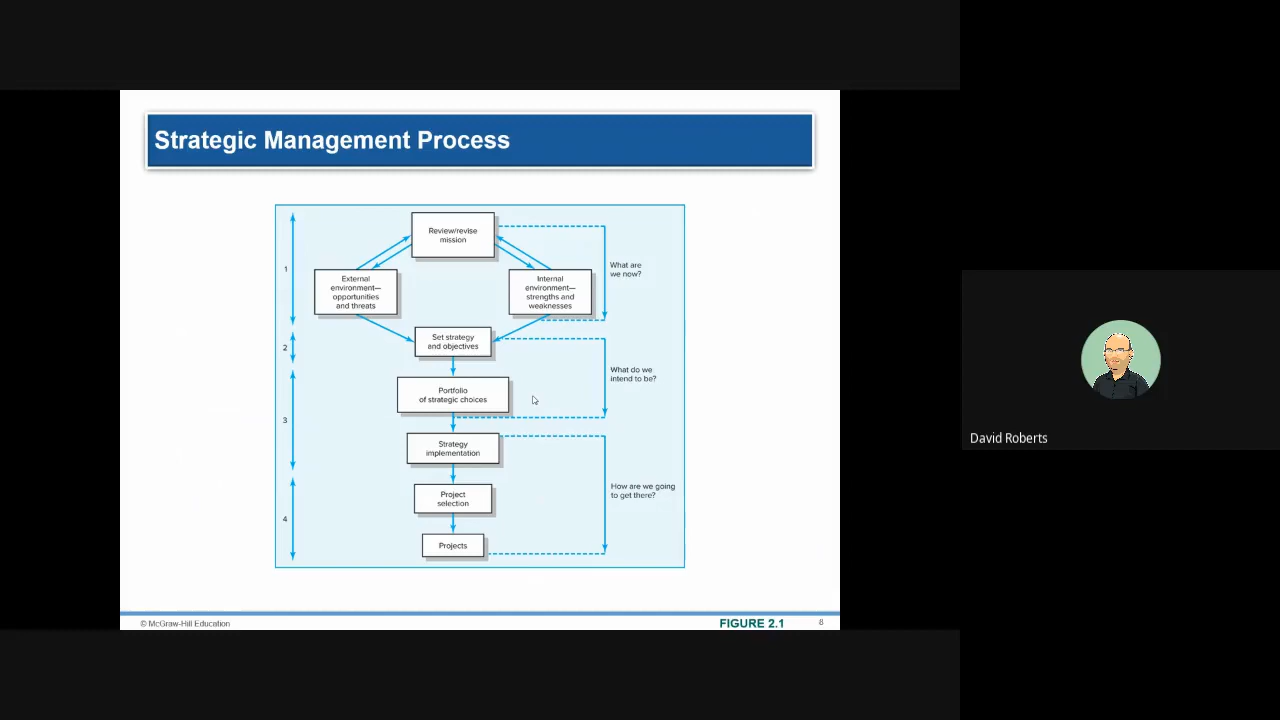 Strategic Management Process
Review/revise
mission
What are
we now?
1
External
environment—
opportunities
and threats
Internal
environment—
strengths and
weaknesses
2
Set strategy
and objectives
What do we
intend to be?
Portfolio
of strategic choices
3
Strategy
implementation
How are we going
to get there?
Project
selection
4
Projects
© McGraw-Hill Education
FIGURE 2.1
8
David Roberts